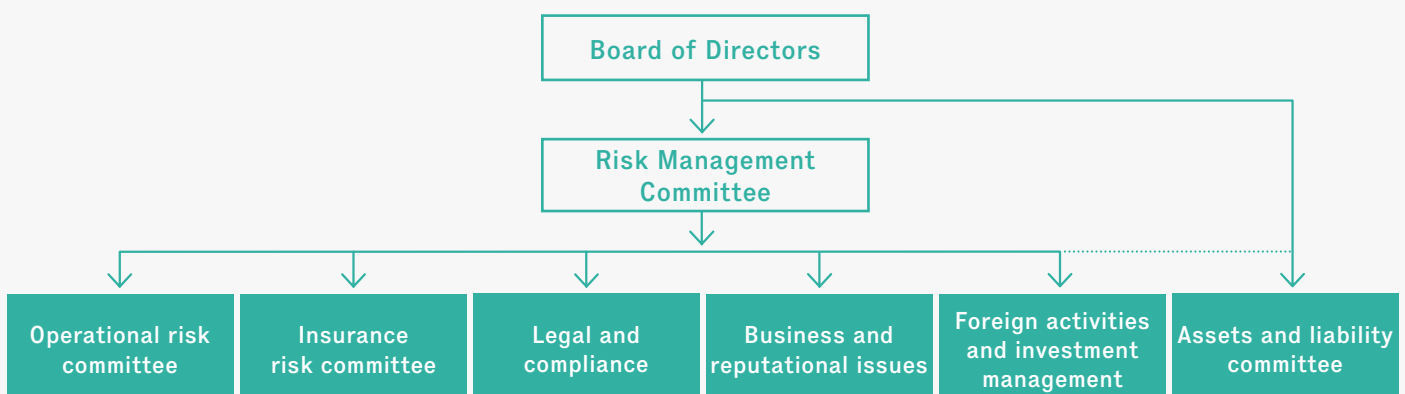 Board of Directors
Risk Management
Committee
Operational risk
committee
Insurance
risk committee
Legal and
compliance
Business and
reputational issues
Foreign activities
and investment
management
Assets and liability
committee